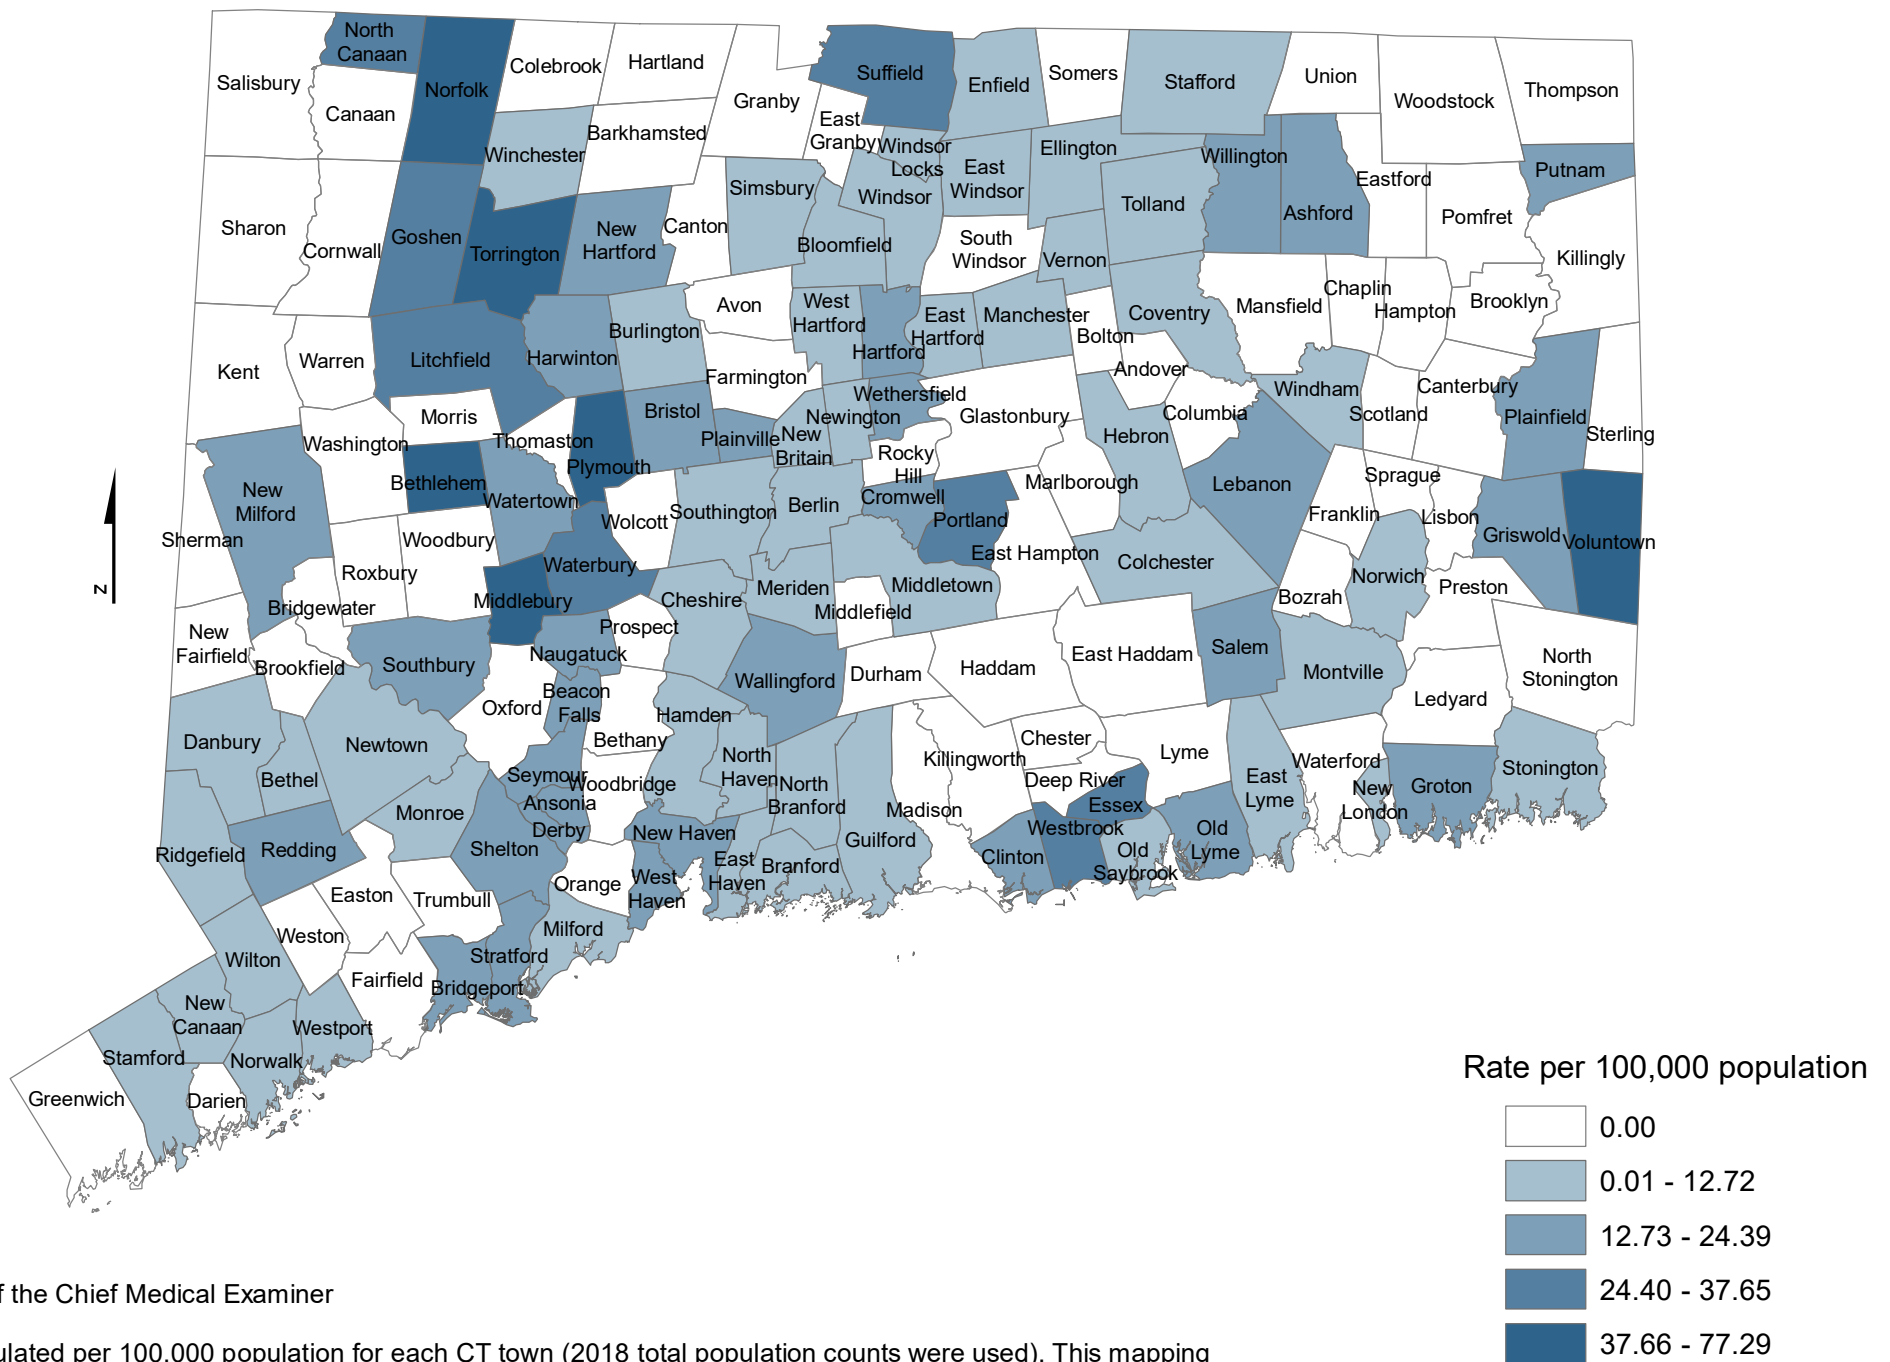 North
Canaan
Salisbury
Canaan
Norfolk
Colebrook
Hartland
Granby
Suffield
East
Granby
Enfield
Somers
Stafford
Union
Woodstock
Thompson
Winchester
Barkhamsted
Windsor
Locks
East
Windsor
Ellington
Willington
Eastford
Putnam
Sharon
Cornwall
Goshen
Torrington
New
Hartford
Canton
Simsbury
Windsor
Bloomfield
South
Windsor
Vernon
Tolland
Ashford
Pomfret
Killingly
Kent
Warren
Litchfield
Harwinton
Burlington
Avon
West
Hartford
Hartford
East
Hartford
Manchester
Bolton
Coventry
Mansfield
Chaplin
Hampton
Brooklyn
Andover
Farmington
Morris
Washington
Thomaston
Plymouth
Bristol
Plainville
New
Britain
Newington
Wethersfield
Glastonbury
Rocky
Hill
Hebron
Columbia
Windham
Scotland
Canterbury
Plainfield
Sterling
Bethlehem
Watertown
New
Milford
Sherman
Woodbury
Roxbury
Bridgewater
Wolcott
Southington
Berlin
Cromwell
Portland
East Hampton
Marlborough
Lebanon
Franklin
Sprague
Lisbon
Griswold
Voluntown
Waterbury
Middlebury
Cheshire
Meriden
Middlefield
Middletown
Colchester
Bozrah
Norwich
Preston
New
Fairfield
Brookfield
Southbury
Naugatuck
Prospect
Oxford
Beacon
Falls
Bethany
Hamden
Wallingford
Durham
Haddam
East Haddam
Salem
Montville
Ledyard
North
Stonington
Danbury
Bethel
Newtown
Monroe
Seymour
Woodbridge
Ansonia
Derby
North
Haven
North
Branford
Killingworth
Chester
Deep River
Essex
Lyme
East
Lyme
Waterford
New
London
Groton
Stonington
Ridgefield
Redding
Shelton
New Haven
East
Haven
Branford
Guilford
Madison
Clinton
Westbrook
Old
Saybrook
Old
Lyme
Easton
Trumbull
Orange
West
Haven
Milford
Weston
Wilton
Fairfield
Stratford
Bridgeport
New
Canaan
Westport
Norwalk
Stamford
Darien
Greenwich
N
Rate per 100,000 population
0.00
0.01 - 12.72
12.73 - 24.39
24.40 - 37.65
37.66 - 77.29
f the Chief Medical Examiner
ulated per 100,000 population for each CT town (2018 total population counts were used). This mapping